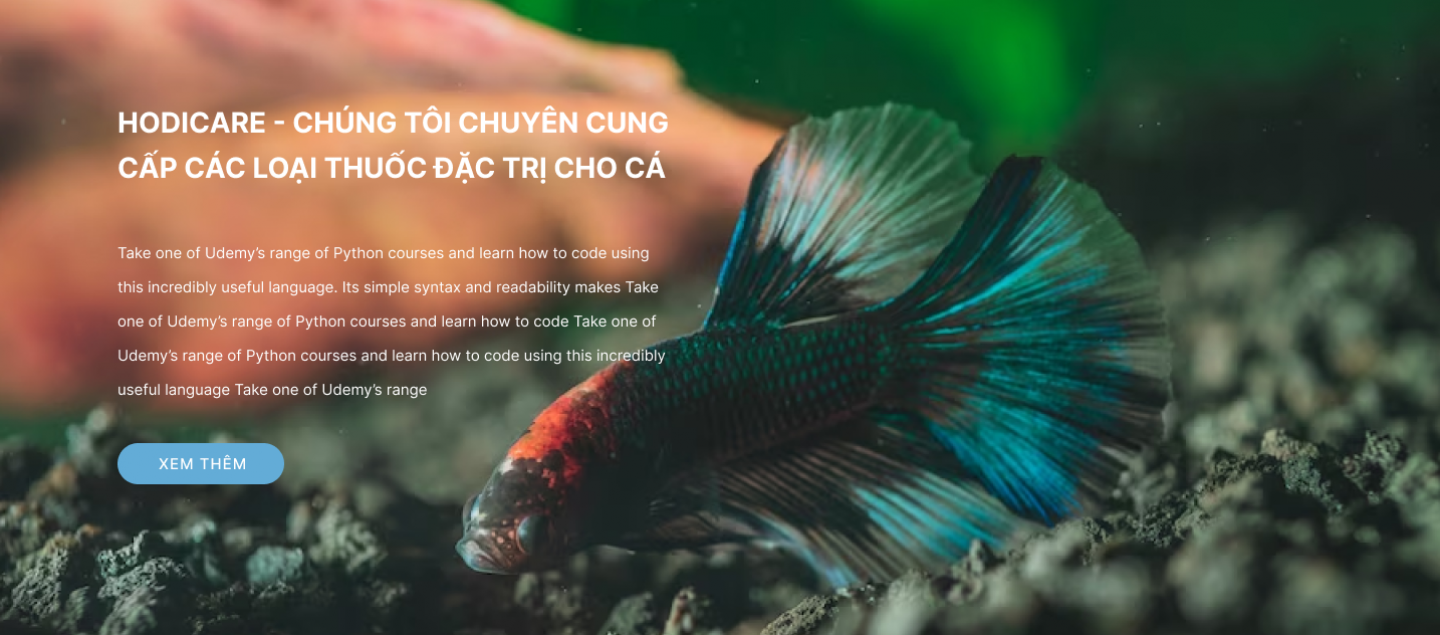 HODICARE - CHÚNG TÔI CHUYÊN CUNG
CẤP CÁC LOẠI THUỐC ĐẶC TRỊ CHO CÁ
Take one of Udemy’s range of Python courses and learn how to code using
this incredibly useful language. Its simple syntax and readability makes Take
one of Udemy’s range of Python courses and learn how to code Take one of
Udemy’s range of Python courses and learn how to code using this incredibly
useful language Take one of Udemy’s range
XEM THÊM